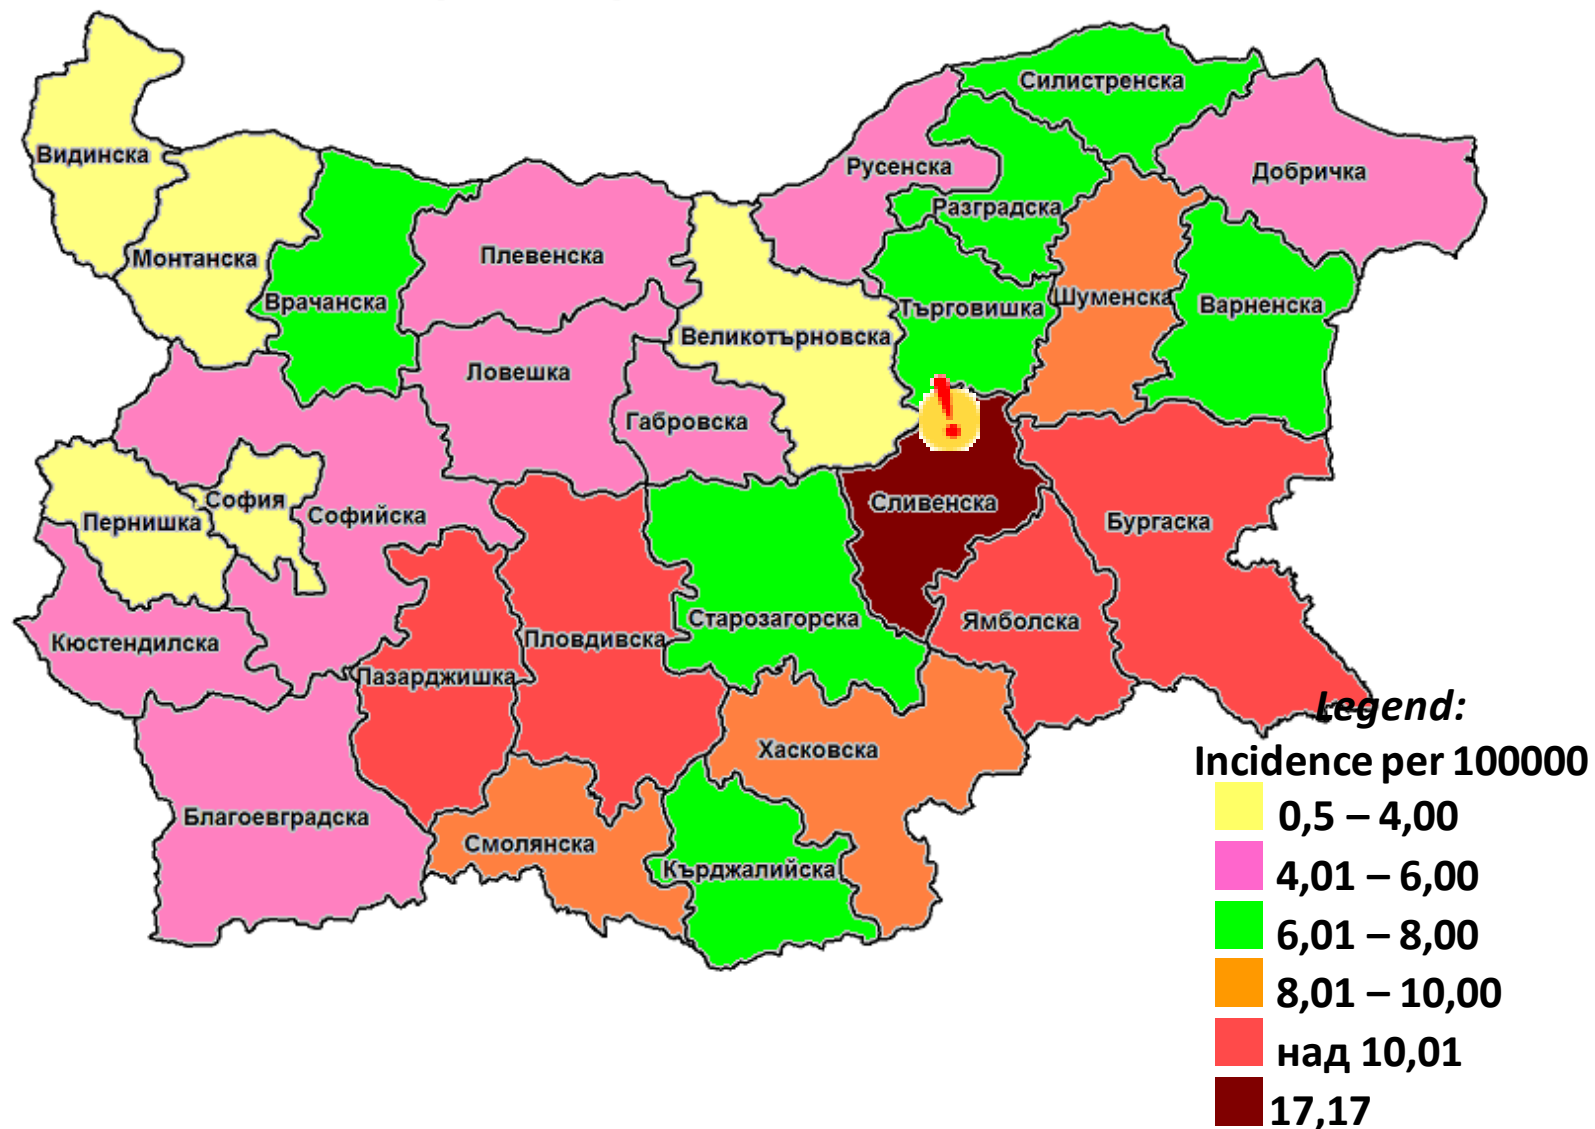 Силистренска
Видинска
Русенска
Добричка
Разградска
Монтанска
Плевенска
Врачанска
Търговишка
Шуменска
Варненска
Великотърновска
Ловешка
Габровска
София
Сливенска
Пернишка
Софийска
Бургаска
Старозагорска
Ямболска
Кюстендилска
Пловдивска
Пазарджишка
Хасковска
Благоевградска
Смолянска
Кърджалийска
Legend:
Incidence per 100000
0,5 – 4,00
4,01 – 6,00
6,01 – 8,00
8,01 – 10,00
над 10,01
17,17